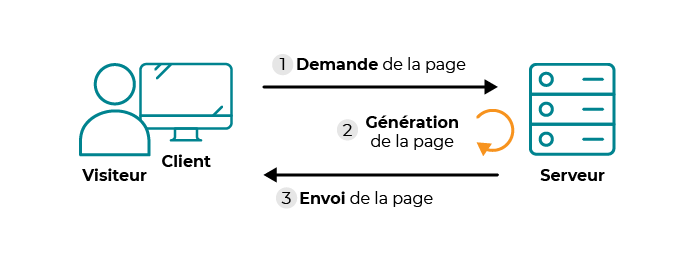 1 Demande de la page
2 Génération
de la page
Visiteur
Client
Serveur
3 Envoi de la page